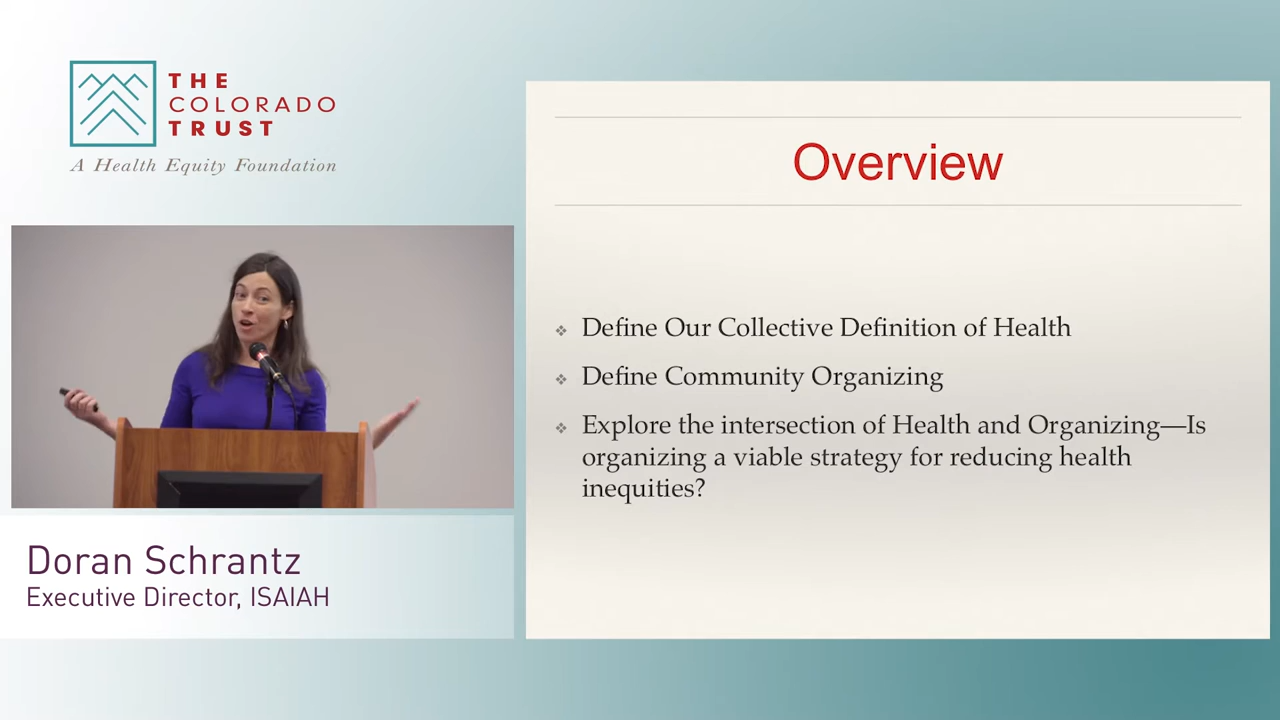 THE
COLORADO
TRUST
A Health Equity Foundation
Doran Schrantz
Executive Director, ISAIAH
Overview
Define Our Collective Definition of Health
Define Community Organizing
Explore the intersection of Health and Organizing—Is
organizing a viable strategy for reducing health
inequities?